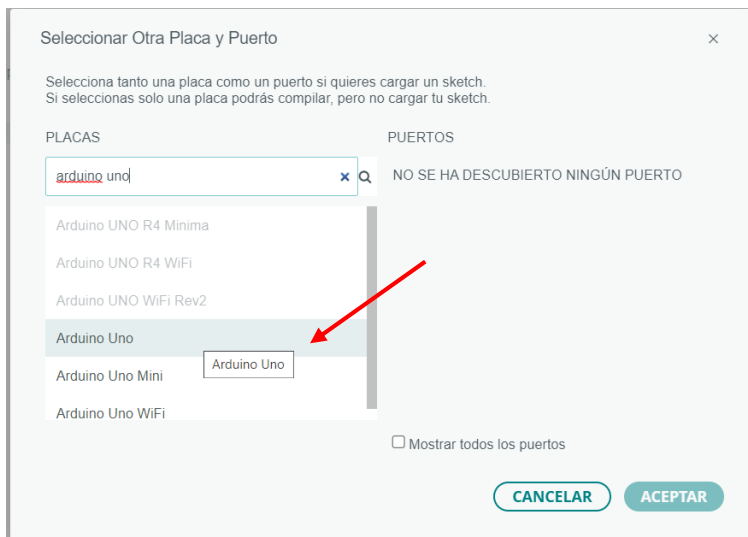 Seleccionar Otra Placa y Puerto
Selecciona tanto una placa como un puerto si quieres cargar un sketch.
Si seleccionas solo una placa podrás compilar, pero no cargar tu sketch.
PLACAS
PUERTOS
arduino uno
NO SE HA DESCUBIERTO NINGÚN PUERTO
Arduino UNO R4 Minima
Arduino UNO R4 WiFi
Arduino UNO WiFi Rev2
Arduino Uno
Arduino Uno
Arduino Uno Mini
Arduino Uno WiFi
Mostrar todos los puertos
CANCELAR
ACEPTAR